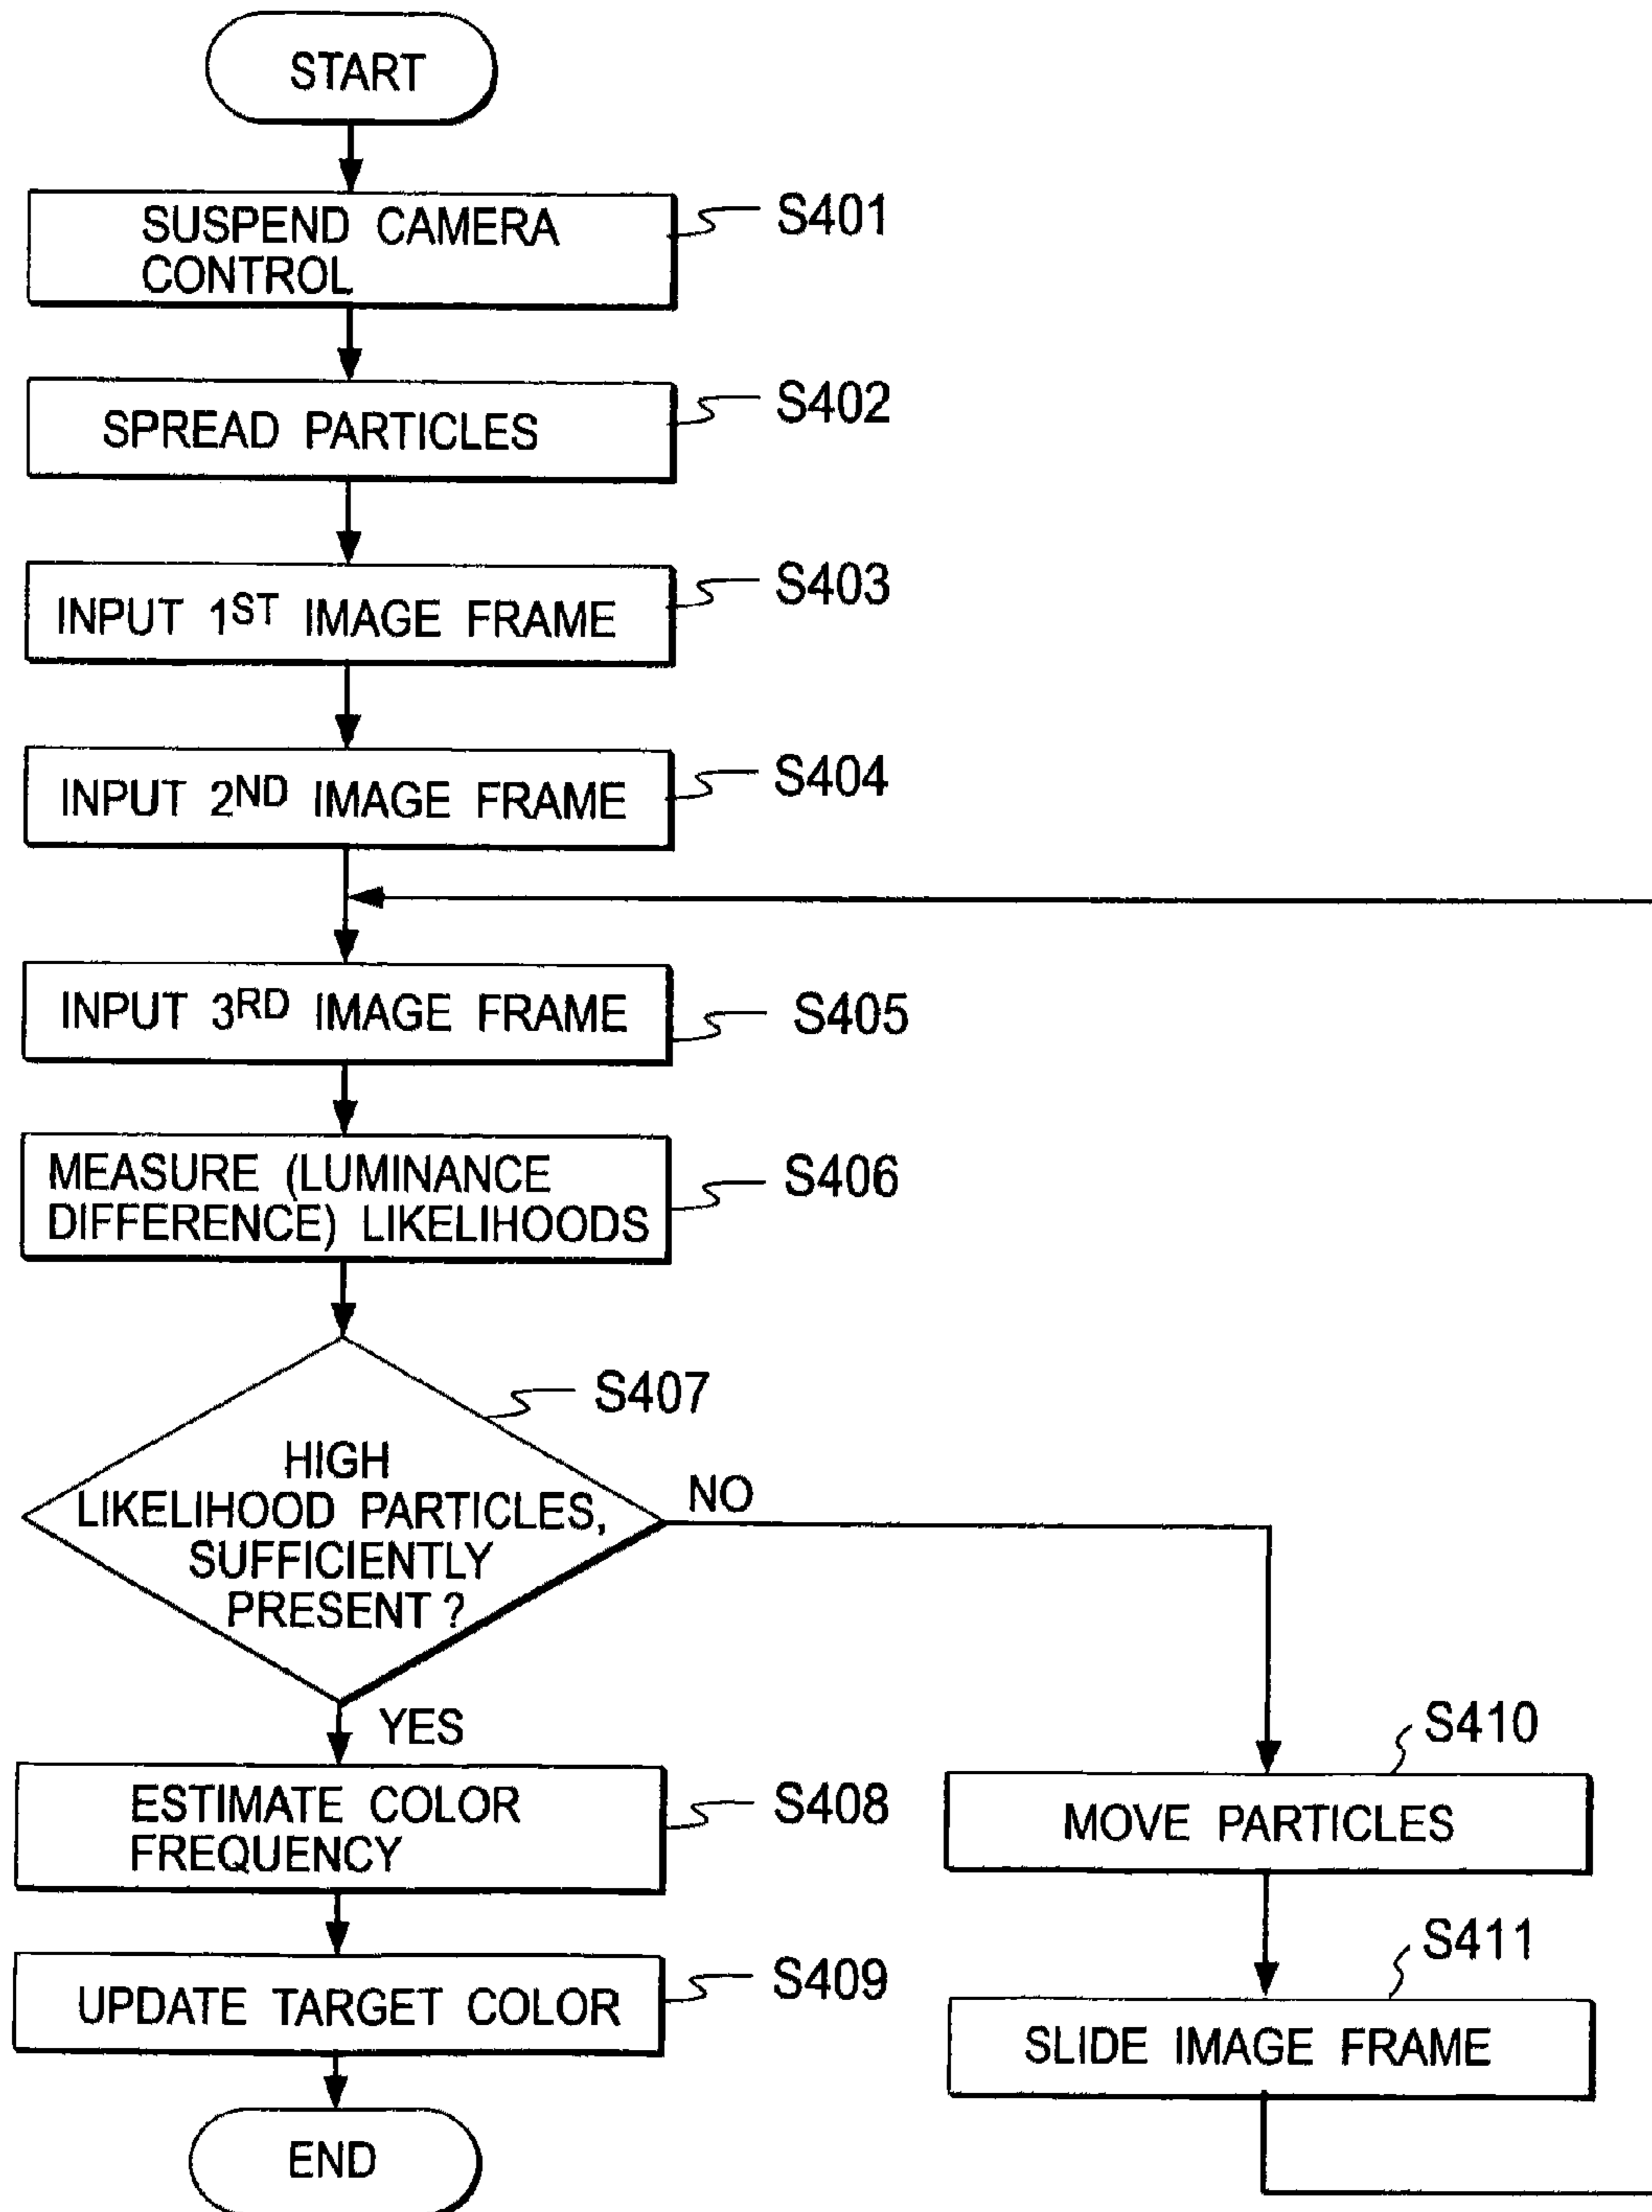 START
SUSPEND CAMERA
CONTROL
S401
SPREAD PARTICLES
S402
INPUT 1ST IMAGE FRAME
S403
INPUT 2ND IMAGE FRAME
S404
INPUT 3RD IMAGE FRAME
S405
MEASURE (LUMINANCE
DIFFERENCE) LIKELIHOODS
S406
S407
HIGH
LIKELIHOOD PARTICLES,
SUFFICIENTLY
PRESENT ?
NO
YES
ESTIMATE COLOR
FREQUENCY
S408
UPDATE TARGET COLOR
S409
END
S410
MOVE PARTICLES
S411
SLIDE IMAGE FRAME